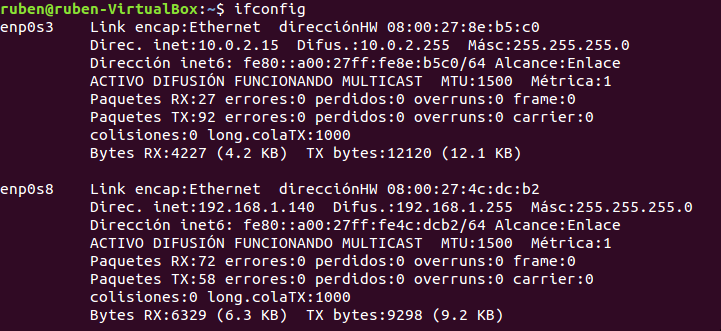 ruben@ruben-VirtualBox:~$ ifconfig
enp0s3    Link encap:Ethernet  direcciónHW 08:00:27:8e:b5:c0
Direc. inet:10.0.2.15  Difus.:10.0.2.255  Másc:255.255.255.0
Dirección inet6: fe80::a00:27ff:fe8e:b5c0/64 Alcance:Enlace
ACTIVO DIFUSIÓN FUNCIONANDO MULTICAST  MTU:1500  Métrica:1
Paquetes RX:27 errores:0 perdidos:0 overruns:0 frame:0
Paquetes TX:92 errores:0 perdidos:0 overruns:0 carrier:0
colisiones:0 long.colaTX:1000
Bytes RX:4227 (4.2 KB)  TX bytes:12120 (12.1 KB)
enp0s8    Link encap:Ethernet  direcciónHW 08:00:27:4c:dc:b2
Direc. inet:192.168.1.140  Difus.:192.168.1.255  Másc:255.255.255.0
Dirección inet6: fe80::a00:27ff:fe4c:dcb2/64 Alcance:Enlace
ACTIVO DIFUSIÓN FUNCIONANDO MULTICAST  MTU:1500  Métrica:1
Paquetes RX:72 errores:0 perdidos:0 overruns:0 frame:0
Paquetes TX:58 errores:0 perdidos:0 overruns:0 carrier:0
colisiones:0 long.colaTX:1000
Bytes RX:6329 (6.3 KB)  TX bytes:9298 (9.2 KB)